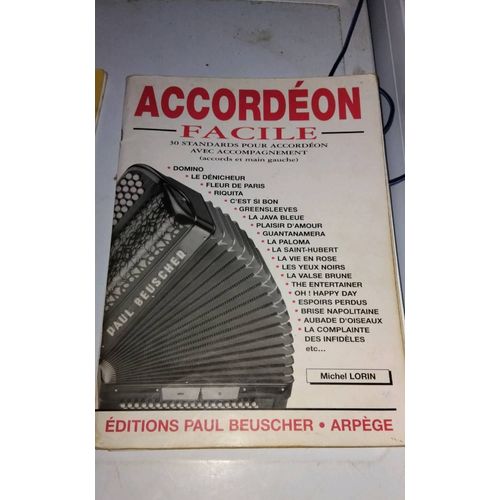 ACCORDÉON
FACILE
30 STANDARDS POUR ACCORDÉON
AVEC ACCOMPAGNEMENT
(accords et main gauche)
• DOMINO
• LE DÉNICHEUR
• FLEUR DE PARIS
• RIQUITA
• C'EST SI BON
• GREENSLEEVES
• LA JAVA BLEUE
• PLAISIR D'AMOUR
• GUANTANAMERA
• LA PALOMA
• LA SAINT-HUBERT
• LA VIE EN ROSE
• LES YEUX NOIRS
• LA VALSE BRUNE
• THE ENTERTAINER
• OH ! HAPPY DAY
• ESPOIRS PERDUS
• BRISE NAPOLITAINE
• AUBADE D'OISEAUX
• LA COMPLAINTE
DES INFIDÈLES
etc...
PAUL BEUSCHER
Michel LORIN
ÉDITIONS PAUL BEUSCHER • ARPÈGE